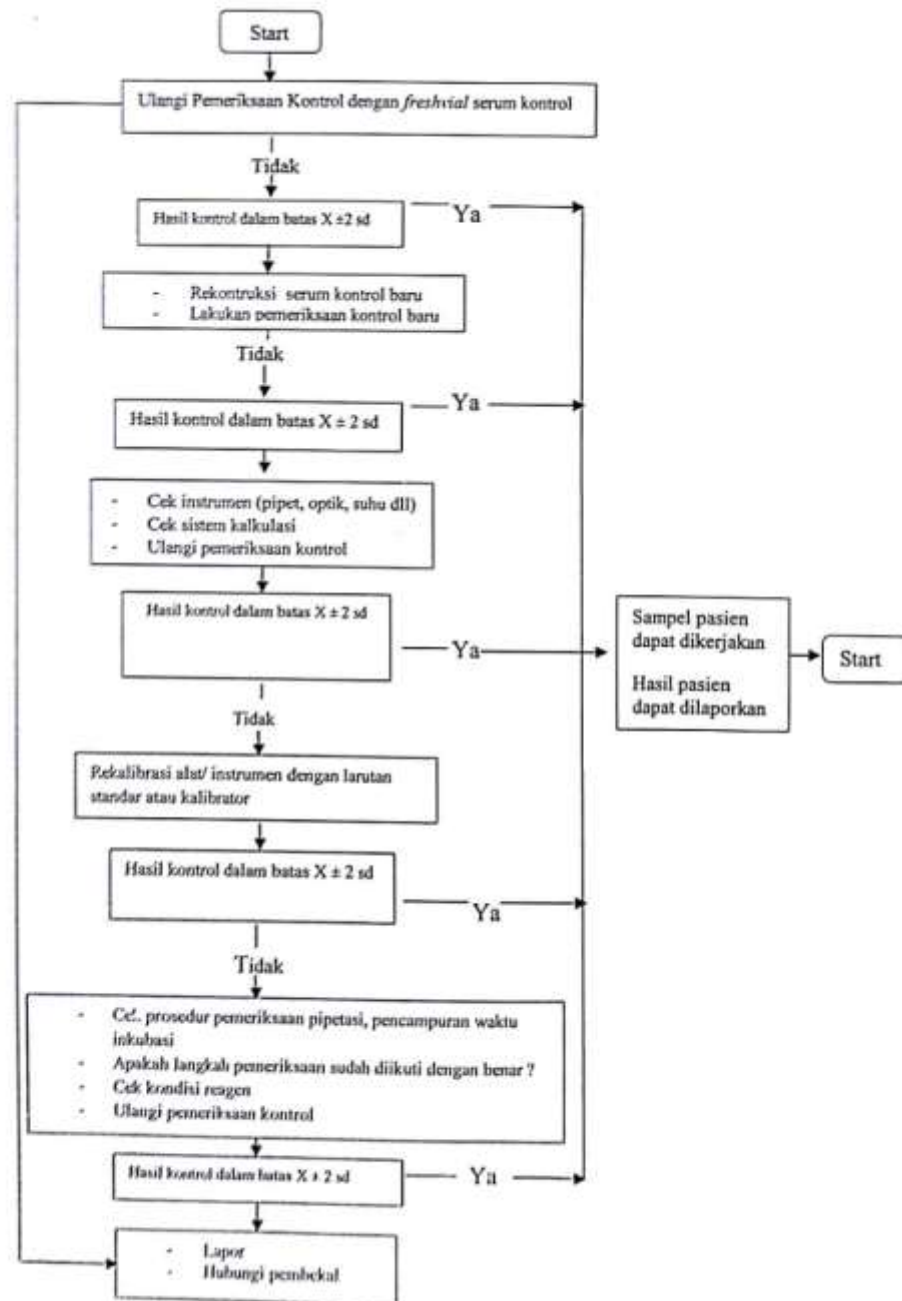 Start
Ulangi Pemeriksaan Kontrol dengan freshvial serum kontrol
Tidak
Hasil kontrol dalam batas X ±2 sd
Ya
- Rekontruksi serum kontrol baru
- Lakukan pemeriksaan kontrol baru
Tidak
Hasil kontrol dalam batas X ± 2 sd
Ya
- Cek instrumen (pipet, optik, suhu dll)
- Cek sistem kalkulasi
- Ulangi pemeriksaan kontrol
Hasil kontrol dalam batas X ± 2 sd
Ya
Sampel pasien
dapat dikerjakan
Hasil pasien
dapat dilaporkan
Start
Tidak
Rekalibrasi alat/ instrumen dengan larutan
standar atau kalibrator
Hasil kontrol dalam batas X ± 2 sd
Ya
Tidak
- prosedur pemeriksaan pipetasi, pencampuran waktu
inkubasi
- Apakah langkah pemeriksaan sudah diikuti dengan benar ?
- Cek kondisi reagen
- Ulangi pemeriksaan kontrol
Hasil kontrol dalam batas X ± 2 sd
Ya
- Lapor
- Hubungi pembekal